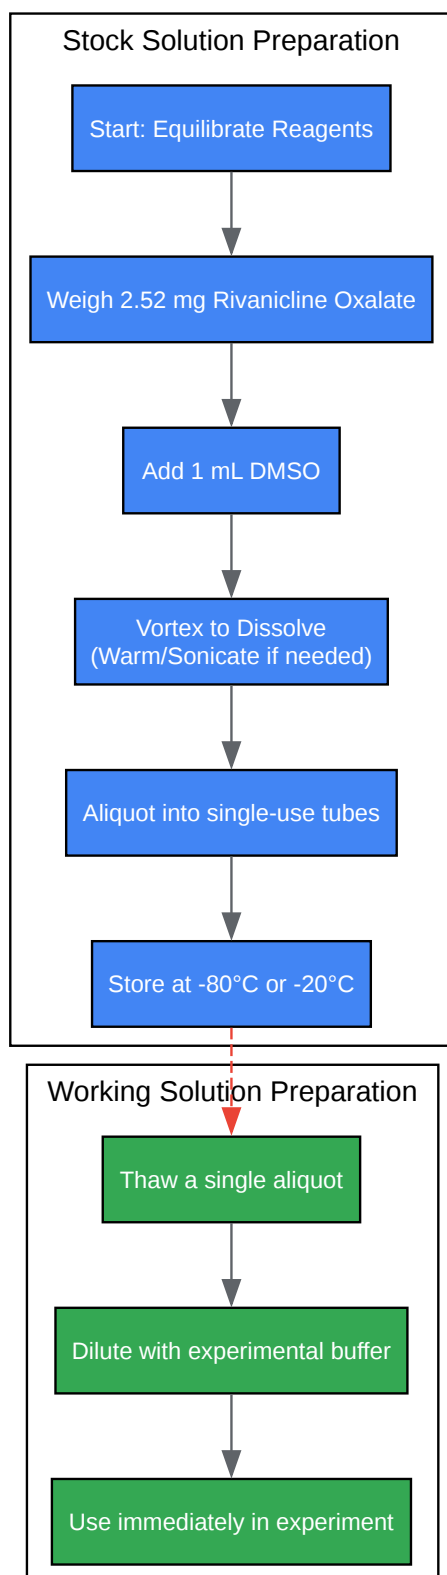 Stock Solution Preparation
Start: Equilibrate Reagents
Weigh 2.52 mg Rivanicline Oxalate
Add 1 mL DMSO
Vortex to Dissolve
(Warm/Sonicate if needed)
Aliquot into single-use tubes
Store at -80°C or -20°C
Working Solution Preparation
Thaw a single aliquot
Dilute with experimental buffer
Use immediately in experiment